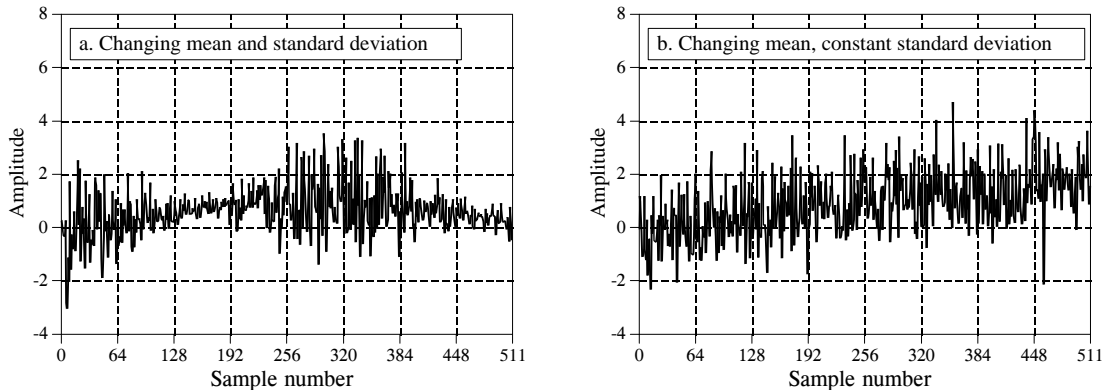 a. Changing mean and standard deviation
Amplitude
8
6
4
2
0
-2
-4
0 64 128 192 256 320 384 448 511
Sample number
b. Changing mean, constant standard deviation
Amplitude
8
6
4
2
0
-2
-4
0 64 128 192 256 320 384 448 511
Sample number